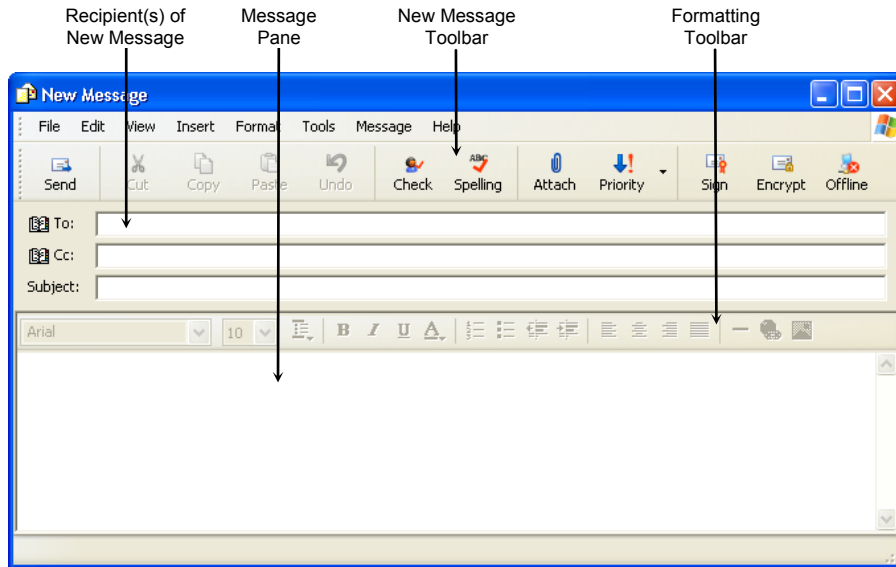 Recipient(s) of Message New Message Formatting
New Message Pane Toolbar Toolbar
New Message
File Edit View Insert Format Tools Message Help
Send Cut Copy Paste Undo Check ABC Spelling Attach Priority Sign Encrypt Offline
To:
Cc:
Subject:
Arial 10 B I U A